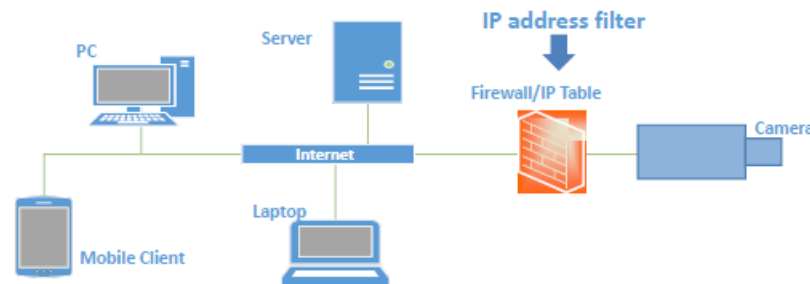 IP address filter
PC
Server
Firewall/IP Table
Camera
Internet
Laptop
Mobile Client